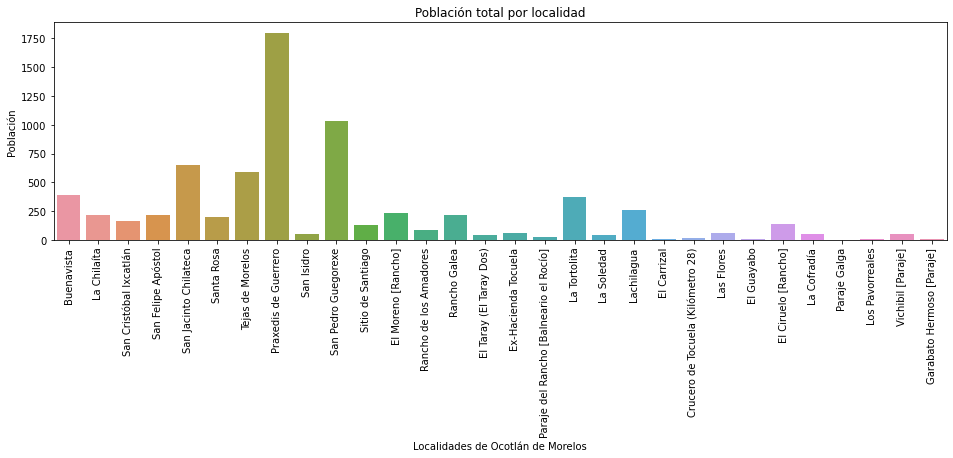 Población total por localidad
Población
1750
1500
1250
1000
750
500
250
0
Buenavista
La Chilaíta
San Cristóbal Ixcatlán
San Felipe Apóstol
San Jacinto Chilateca
Santa Rosa
Tejas de Morelos
Praxedis de Guerrero
San Isidro
San Pedro Guegorexe
Sitio de Santiago
El Moreno [Rancho]
Rancho de los Amadores
Rancho Galea
El Taray (El Taray Dos)
Ex-Hacienda Tocuela
Paraje del Rancho [Balneario el Rocío]
La Tortolita
La Soledad
Lachilagua
El Carrizal
Crucero de Tocuela (Kilómetro 28)
Las Flores
El Guayabo
El Ciruelo [Rancho]
La Cofradía
Paraje Galga
Los Pavorreales
Vichibil [Paraje]
Garabato Hermoso [Paraje]
Localidades de Ocotlán de Morelos